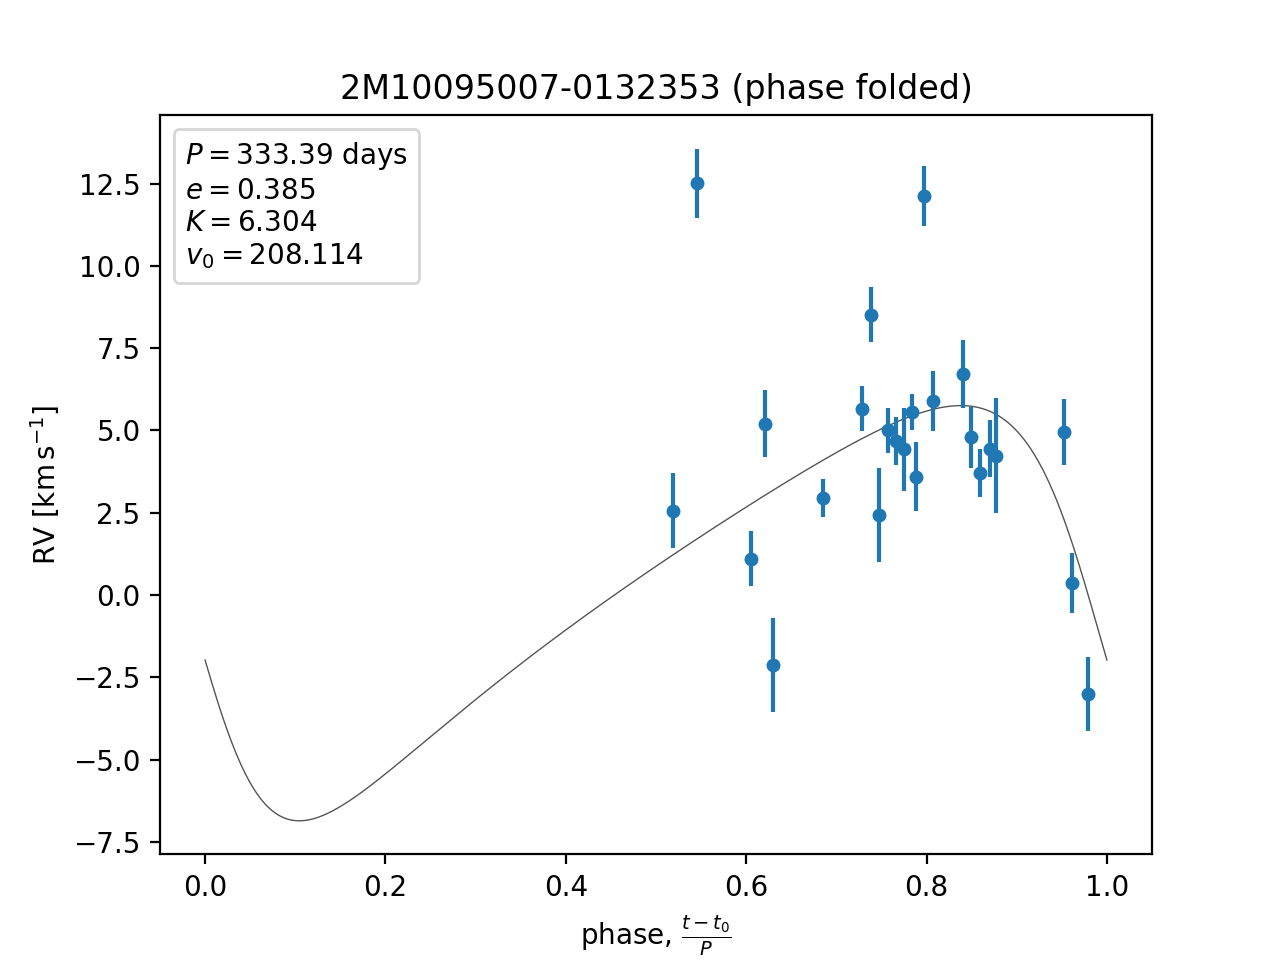 2M10095007-0132353 (phase folded)
P = 333.39 days
e = 0.385
K = 6.304
v₀ = 208.114
12.5
10.0
7.5
5.0
2.5
0.0
−2.5
−5.0
−7.5
RV [km s⁻¹]
0.0 0.2 0.4 0.6 0.8 1.0
phase, (t − t₀)/P